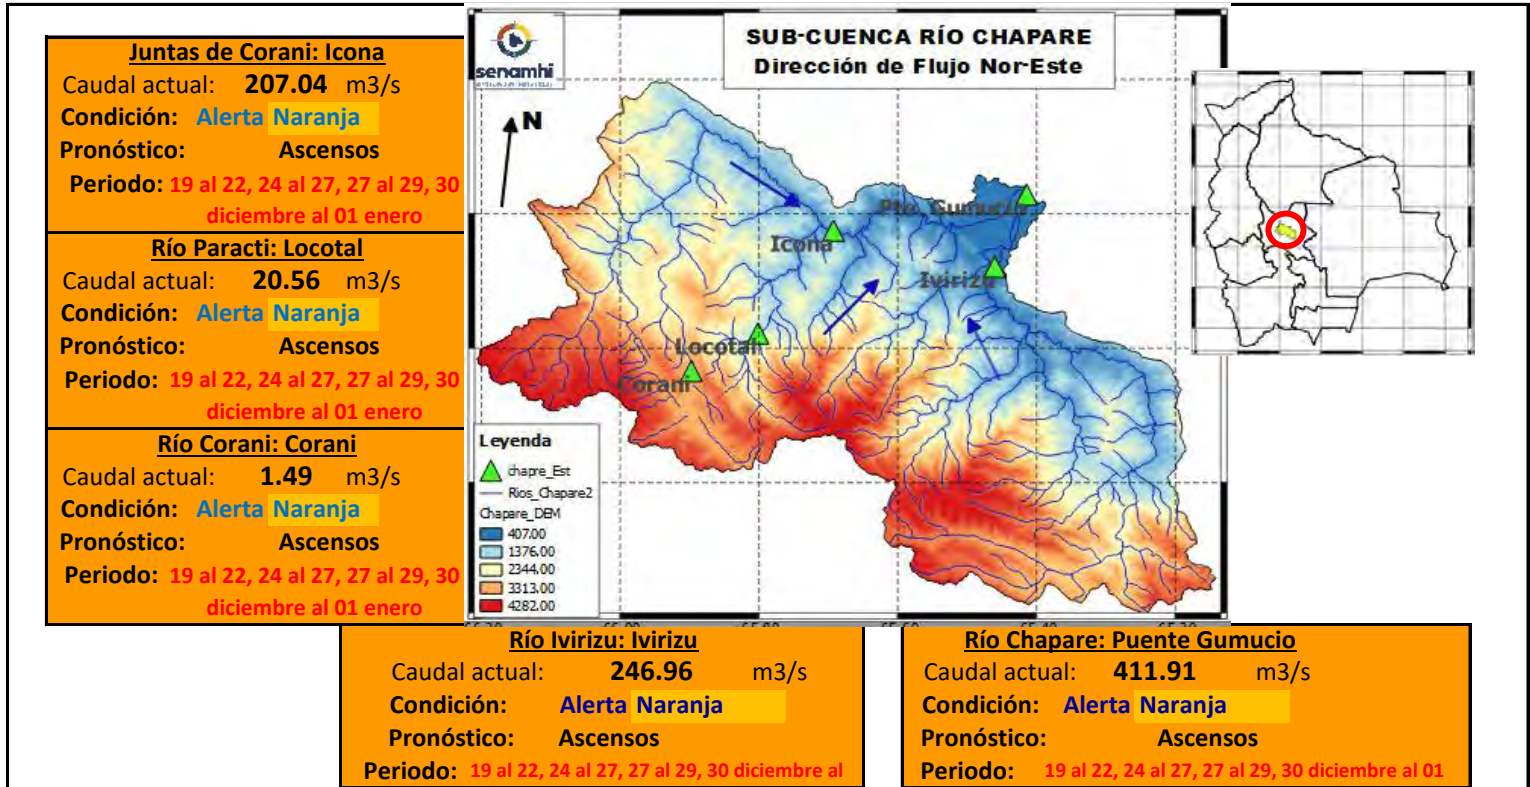 Juntas de Corani: Icona
Caudal actual: 207.04 m3/s
Condición: Alerta Naranja
Pronóstico: Ascensos
Periodo: 19 al 22, 24 al 27, 27 al 29, 30
diciembre al 01 enero
Río Paracti: Locotal
Caudal actual: 20.56 m3/s
Condición: Alerta Naranja
Pronóstico: Ascensos
Periodo: 19 al 22, 24 al 27, 27 al 29, 30
diciembre al 01 enero
Río Corani: Corani
Caudal actual: 1.49 m3/s
Condición: Alerta Naranja
Pronóstico: Ascensos
Periodo: 19 al 22, 24 al 27, 27 al 29, 30
diciembre al 01 enero
senamhi
SUB-CUENCA RÍO CHAPARE
Dirección de Flujo Nor-Este
N
Pto. Gumucio
Icona
Ivirizu
Locotal
Corani
Leyenda
chapre_Est
Rios_Chapare2
Chapare_DEM
407.00
1376.00
2344.00
3313.00
4282.00
Río Ivirizu: Ivirizu
Caudal actual: 246.96 m3/s
Condición: Alerta Naranja
Pronóstico: Ascensos
Periodo: 19 al 22, 24 al 27, 27 al 29, 30 diciembre al
Río Chapare: Puente Gumucio
Caudal actual: 411.91 m3/s
Condición: Alerta Naranja
Pronóstico: Ascensos
Periodo: 19 al 22, 24 al 27, 27 al 29, 30 diciembre al 01